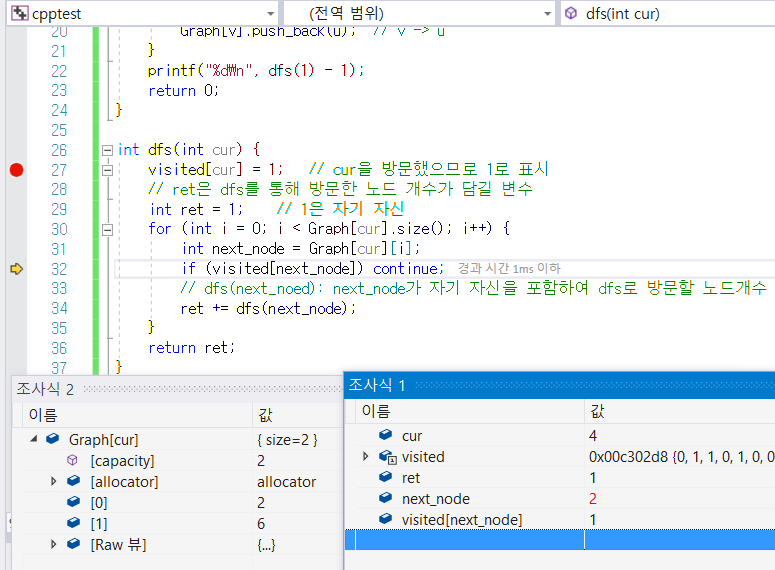 cpptest
(전역 범위)
dfs(int cur)
20 Graph[v].push_back(u); // v -> u
21 }
22 printf("%d₩n", dfs(1) - 1);
23 return 0;
24 }
25
26 int dfs(int cur) {
27 visited[cur] = 1; // cur을 방문했으므로 1로 표시
28 // ret은 dfs를 통해 방문한 노드 개수가 담길 변수
29 int ret = 1; // 1은 자기 자신
30 for (int i = 0; i < Graph[cur].size(); i++) {
31 int next_node = Graph[cur][i];
32 if (visited[next_node]) continue; 경과 시간 1ms 이하
33 // dfs(next_noed): next_node가 자기 자신을 포함하여 dfs로 방문할 노드개수
34 ret += dfs(next_node);
35 }
36 return ret;
37 }
조사식 2
이름 값
Graph[cur] { size=2 }
[capacity] 2
[allocator] allocator
[0] 2
[1] 6
[Raw 뷰] {...}
조사식 1
이름 값
cur 4
visited 0x00c302d8 {0, 1, 1, 0, 1, 0, 0
ret 1
next_node 2
visited[next_node] 1